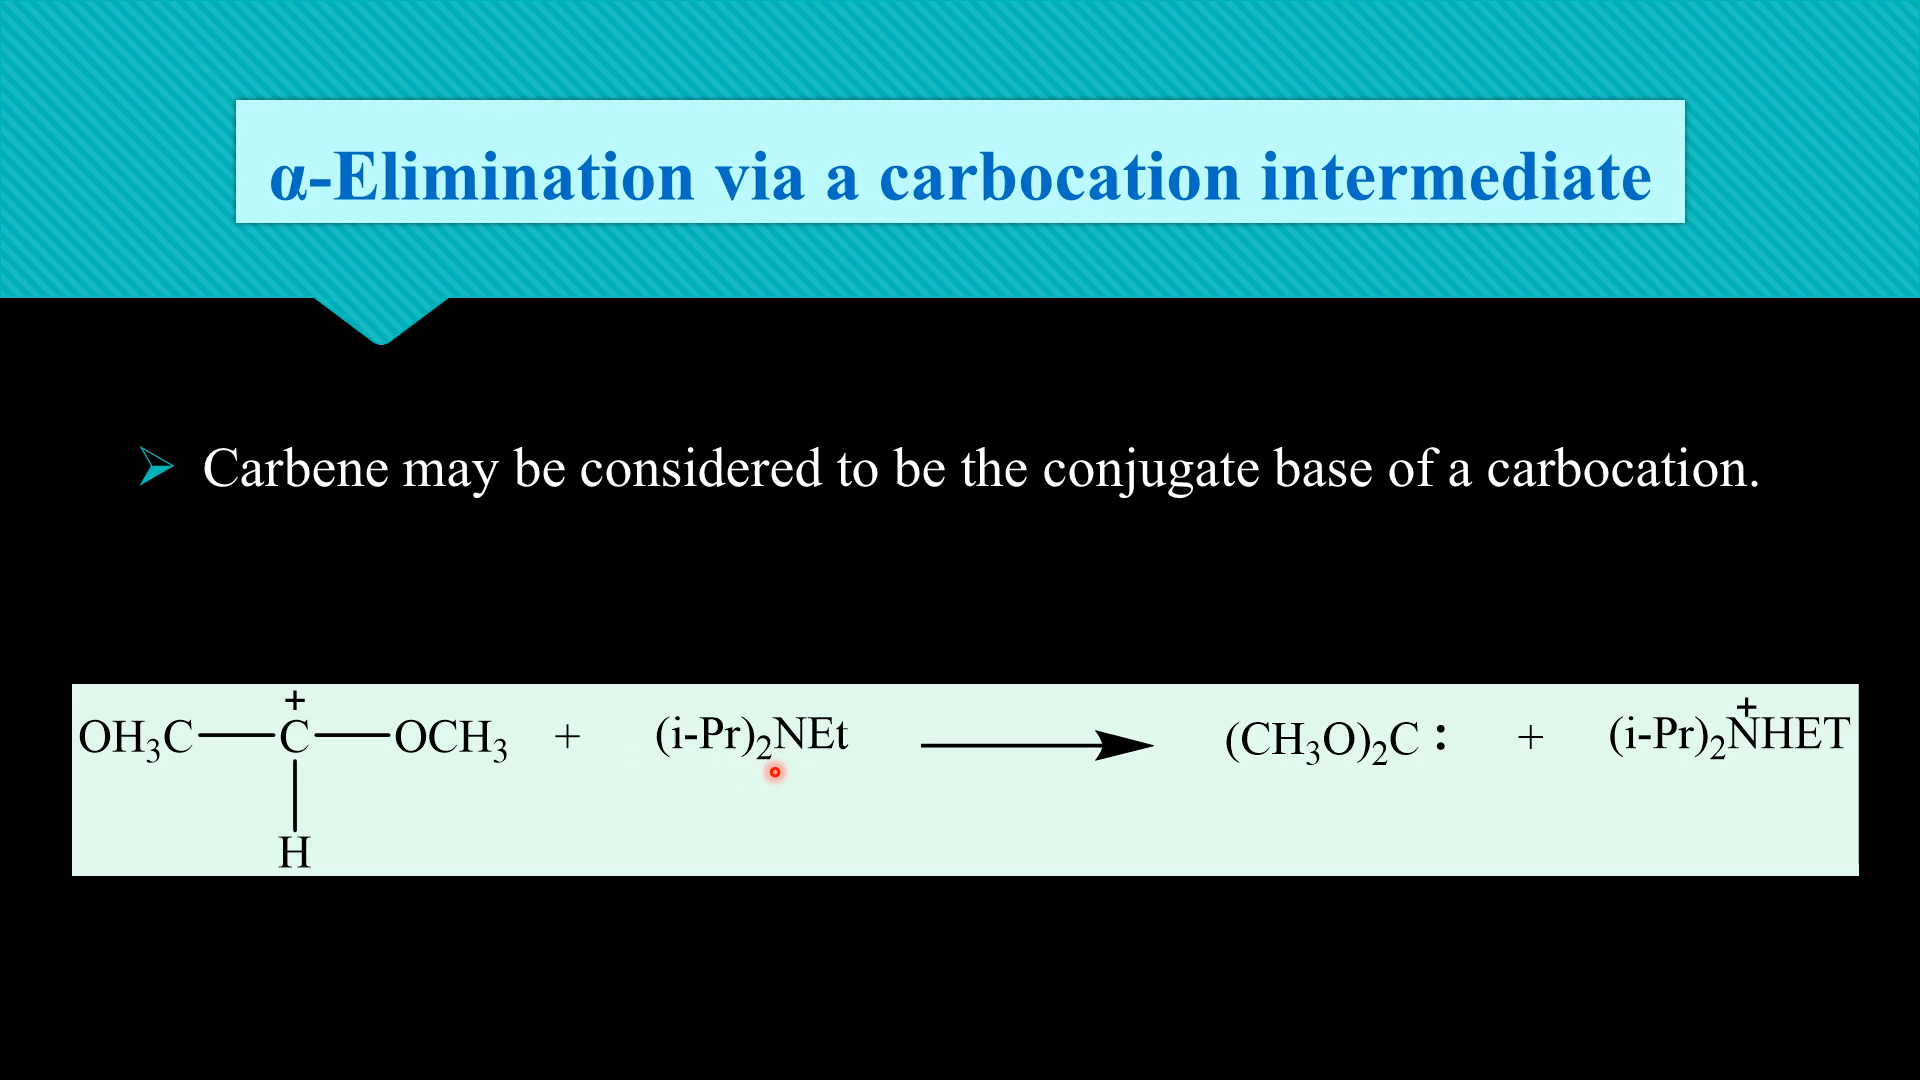 α-Elimination via a carbocation intermediate
Carbene may be considered to be the conjugate base of a carbocation.
OH₃C—C⁺—OCH₃ + (i-Pr)₂NEt → (CH₃O)₂C: + (i-Pr)₂N⁺HET
H